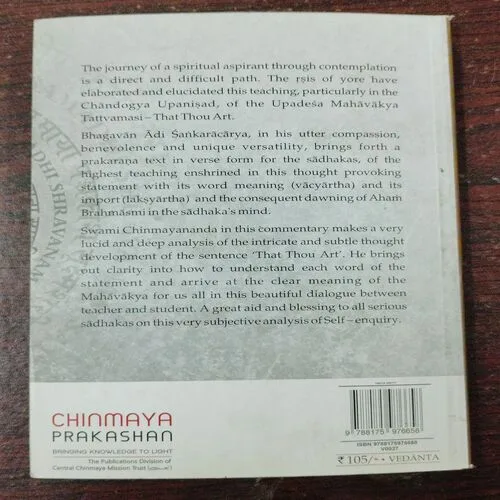 The journey of a spiritual aspirant through contemplation
is a direct and difficult path. The ṛṣis of yore have
elaborated and elucidated this teaching, particularly in the
Chāndogya Upaniṣad, of the Upadeśa Mahāvākya
Tattvamasi – That Thou Art.
Bhagavān Ādi Śaṅkarācārya, in his utter compassion,
benevolence and unique versatility, brings forth a
prakaraṇa text in verse form for the sādhakas, of the
highest teaching enshrined in this thought provoking
statement with its word meaning (vācyārtha) and its
import (lakṣyārtha) and the consequent dawning of Ahaṁ
Brahmāsmi in the sādhaka's mind.
Swami Chinmayananda in this commentary makes a very
lucid and deep analysis of the intricate and subtle thought
development of the sentence 'That Thou Art'. He brings
out clarity into how to understand each word of the
statement and arrive at the clear meaning of the
Mahāvākya for us all in this beautiful dialogue between
teacher and student. A great aid and blessing to all serious
sādhakas on this very subjective analysis of Self – enquiry.
SHRAVANAM
CHINMAYA
PRAKASHAN
BRINGING KNOWLEDGE TO LIGHT
The Publications Division of
Central Chinmaya Mission Trust
9 788175 976656
ISBN 9788175976656
V0027
₹ 105/- • VEDĀNTA